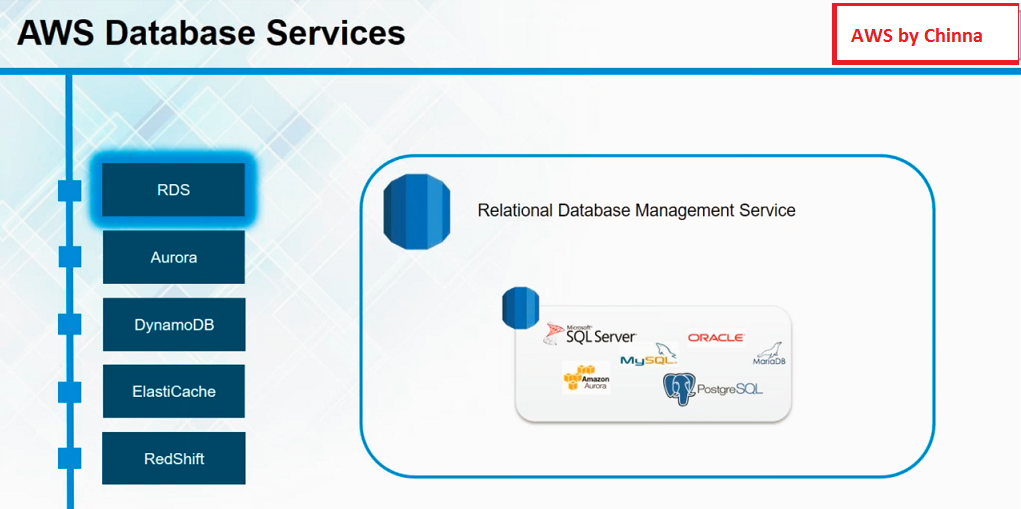 AWS Database Services
AWS by Chinna
RDS
Aurora
DynamoDB
ElastiCache
RedShift
Relational Database Management Service
Microsoft
SQL Server
ORACLE
MySQL
MariaDB
Amazon
Aurora
PostgreSQL